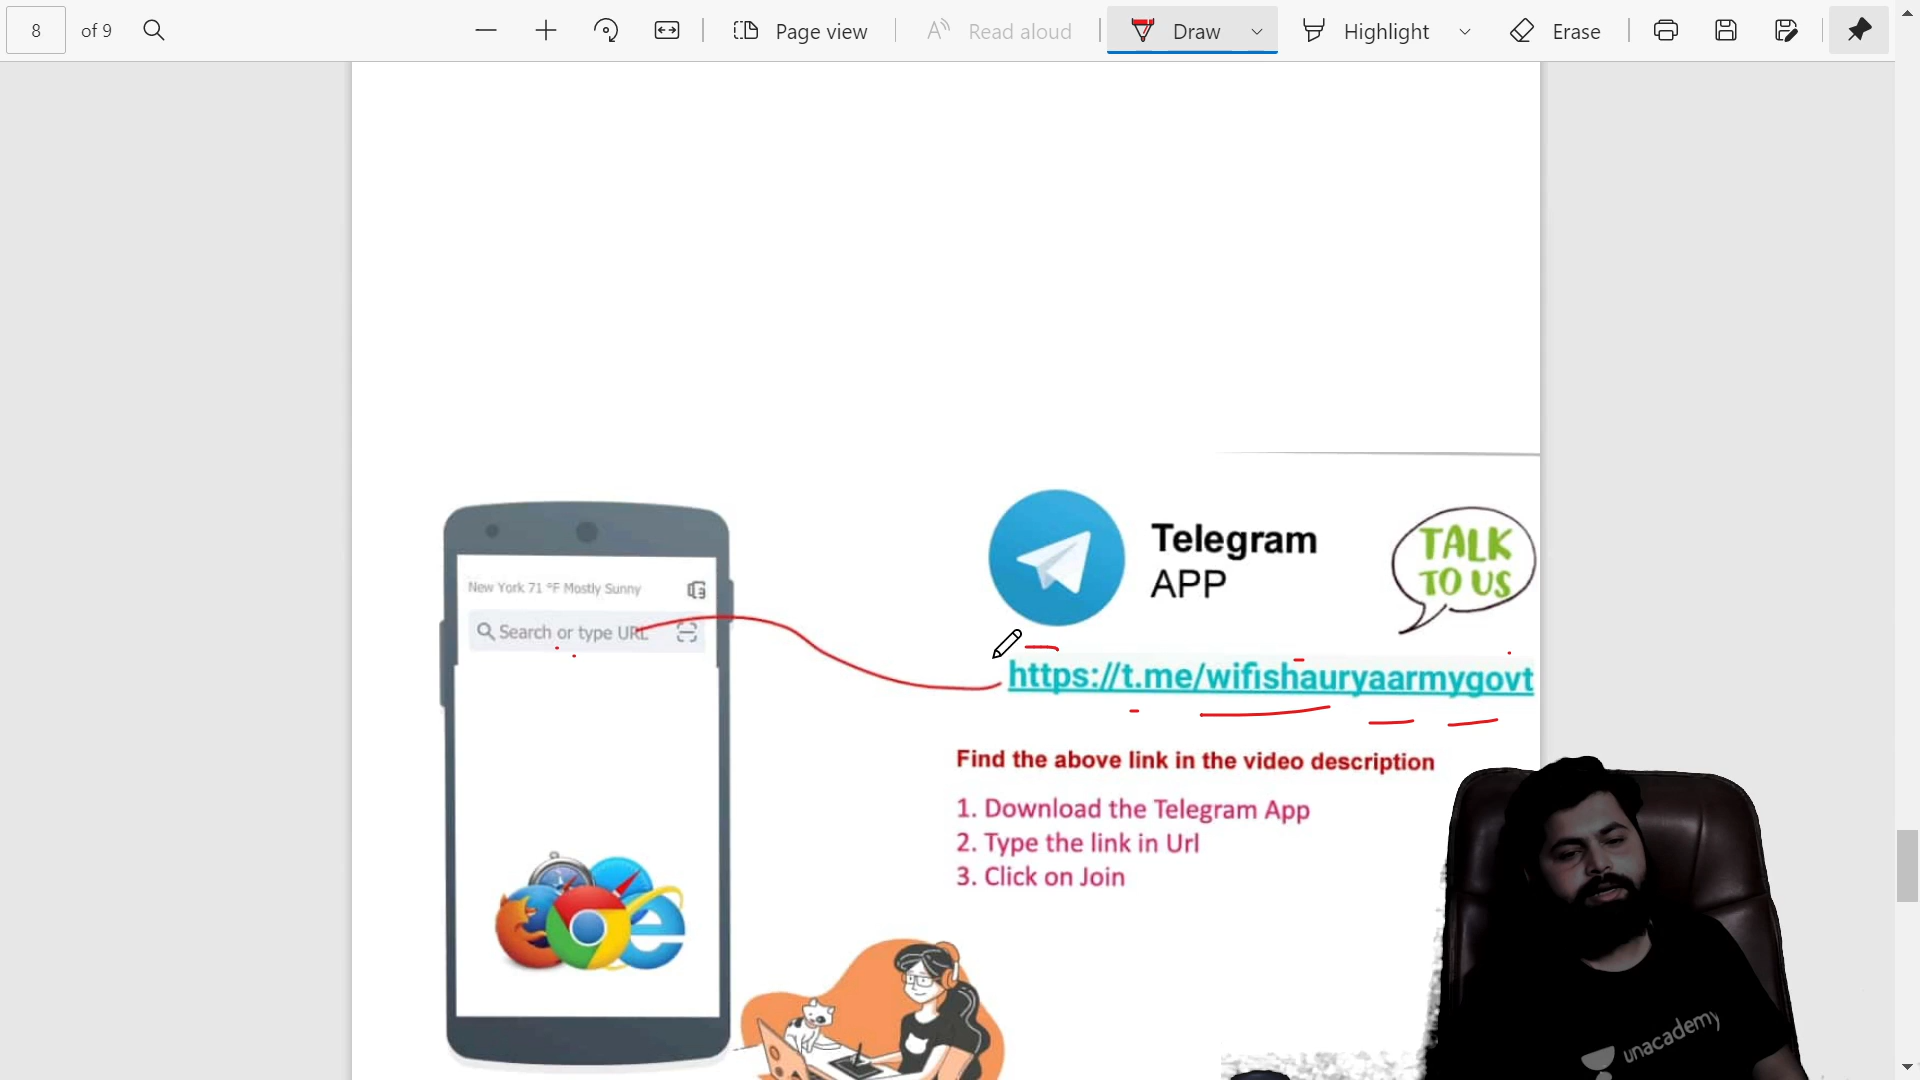 8 of 9
Page view
Read aloud
Draw
Highlight
Erase
New York 71 °F Mostly Sunny
Search or type URL
Telegram
APP
TALK
TO US
https://t.me/wifishauryaarmygovt
Find the above link in the video description
1. Download the Telegram App
2. Type the link in Url
3. Click on Join
unacademy